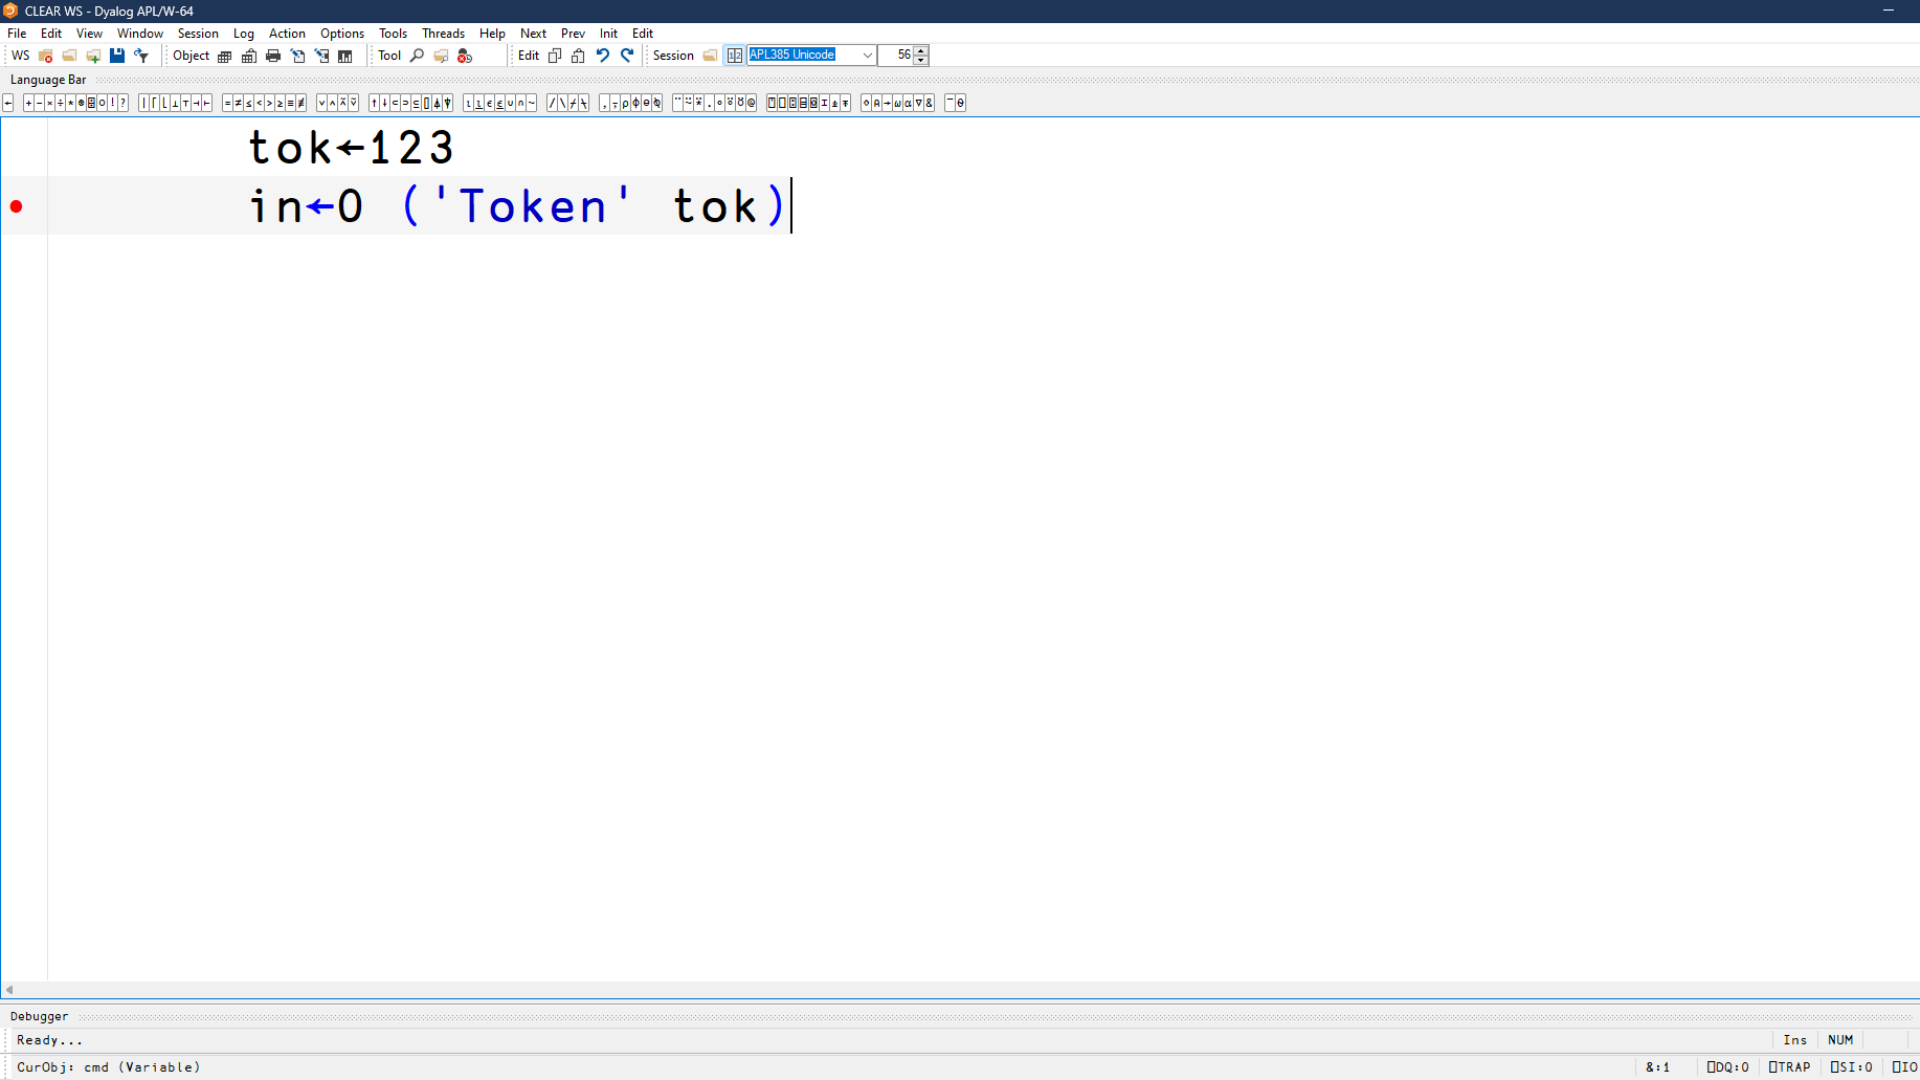 CLEAR WS - Dyalog APL/W-64
File Edit View Window Session Log Action Options Tools Threads Help Next Prev Init Edit
WS Object Tool Edit Session APL385 Unicode 56
Language Bar
tok←123
in←0 ('Token' tok)
Debugger
Ready... Ins NUM
CurObj: cmd (Variable) &:1 ⎕DQ:0 ⎕TRAP ⎕SI:0 ⎕IO